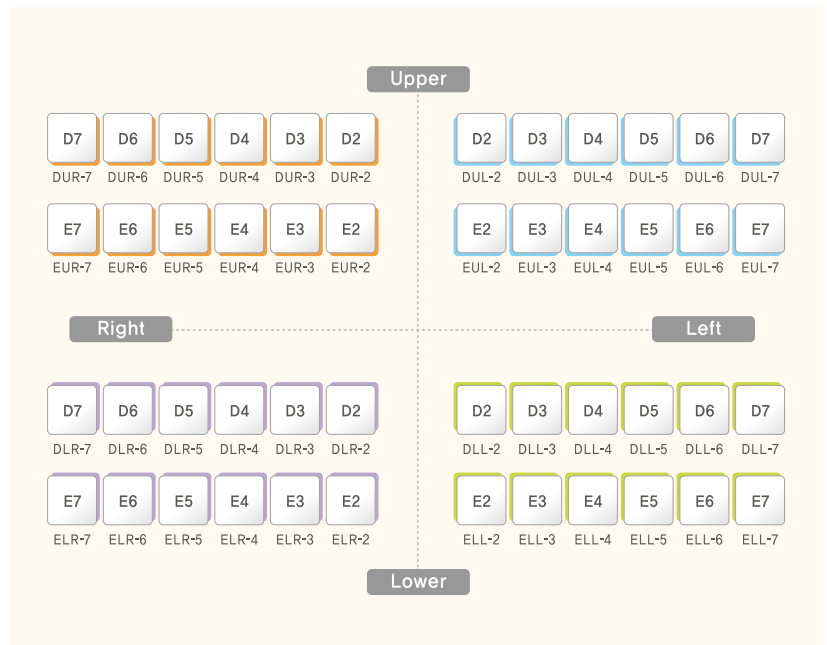 Upper
D7 D6 D5 D4 D3 D2 D2 D3 D4 D5 D6 D7
DUR-7 DUR-6 DUR-5 DUR-4 DUR-3 DUR-2 DUL-2 DUL-3 DUL-4 DUL-5 DUL-6 DUL-7
E7 E6 E5 E4 E3 E2 E2 E3 E4 E5 E6 E7
EUR-7 EUR-6 EUR-5 EUR-4 EUR-3 EUR-2 EUL-2 EUL-3 EUL-4 EUL-5 EUL-6 EUL-7
Right Left
D7 D6 D5 D4 D3 D2 D2 D3 D4 D5 D6 D7
DLR-7 DLR-6 DLR-5 DLR-4 DLR-3 DLR-2 DLL-2 DLL-3 DLL-4 DLL-5 DLL-6 DLL-7
E7 E6 E5 E4 E3 E2 E2 E3 E4 E5 E6 E7
ELR-7 ELR-6 ELR-5 ELR-4 ELR-3 ELR-2 ELL-2 ELL-3 ELL-4 ELL-5 ELL-6 ELL-7
Lower